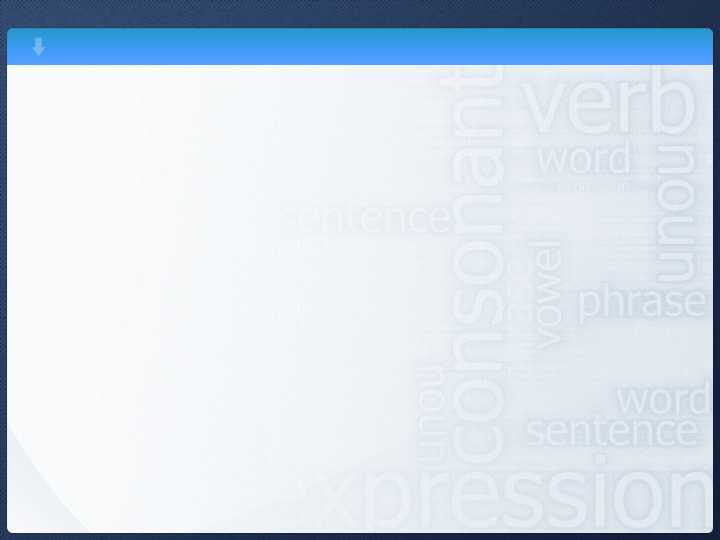 verb
word
noun
consonant
sentence
vowel
phrase
phrase
noun
word
sentence
expression